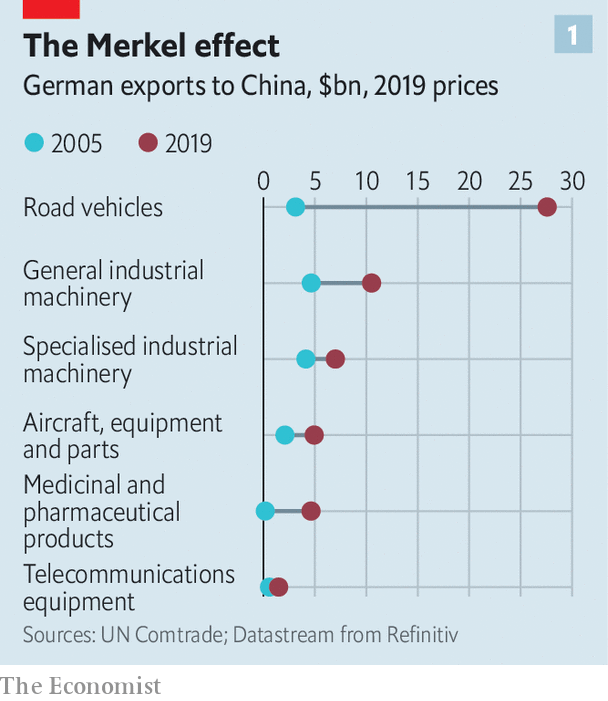 1
The Merkel effect
German exports to China, $bn, 2019 prices
2005 2019
0 5 10 15 20 25 30
Road vehicles
General industrial
machinery
Specialised industrial
machinery
Aircraft, equipment
and parts
Medicinal and
pharmaceutical
products
Telecommunications
equipment
Sources: UN Comtrade; Datastream from Refinitiv
The Economist